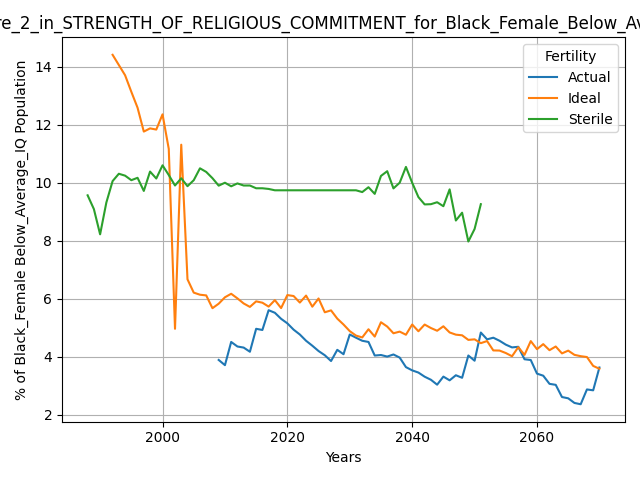 re_2_in_STRENGTH_OF_RELIGIOUS_COMMITMENT_for_Black_Female_Below_Av
% of Black_Female Below_Average_IQ Population
14
12
10
8
6
4
2
Fertility
Actual
Ideal
Sterile
2000
2020
2040
2060
Years